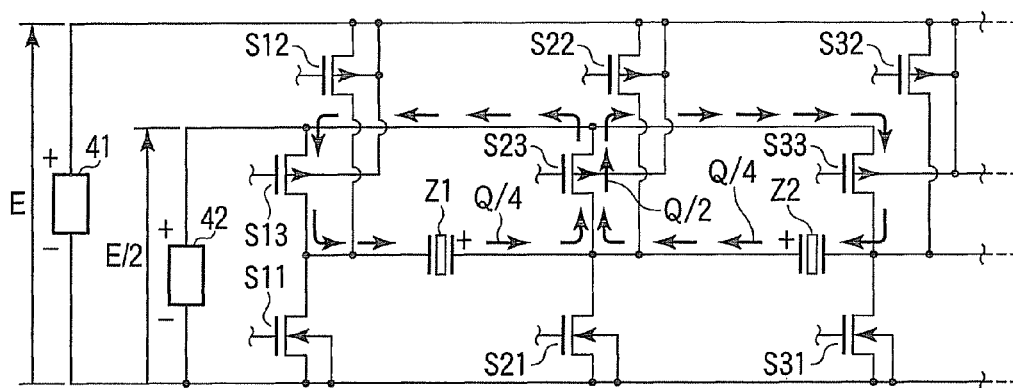 S12 S22 S32
41 S23 S33
+ +
E Z1 Q/4 Q/4 Z2
- 42 S13 + Q/2 +
E/2 S11
-
S21 S31